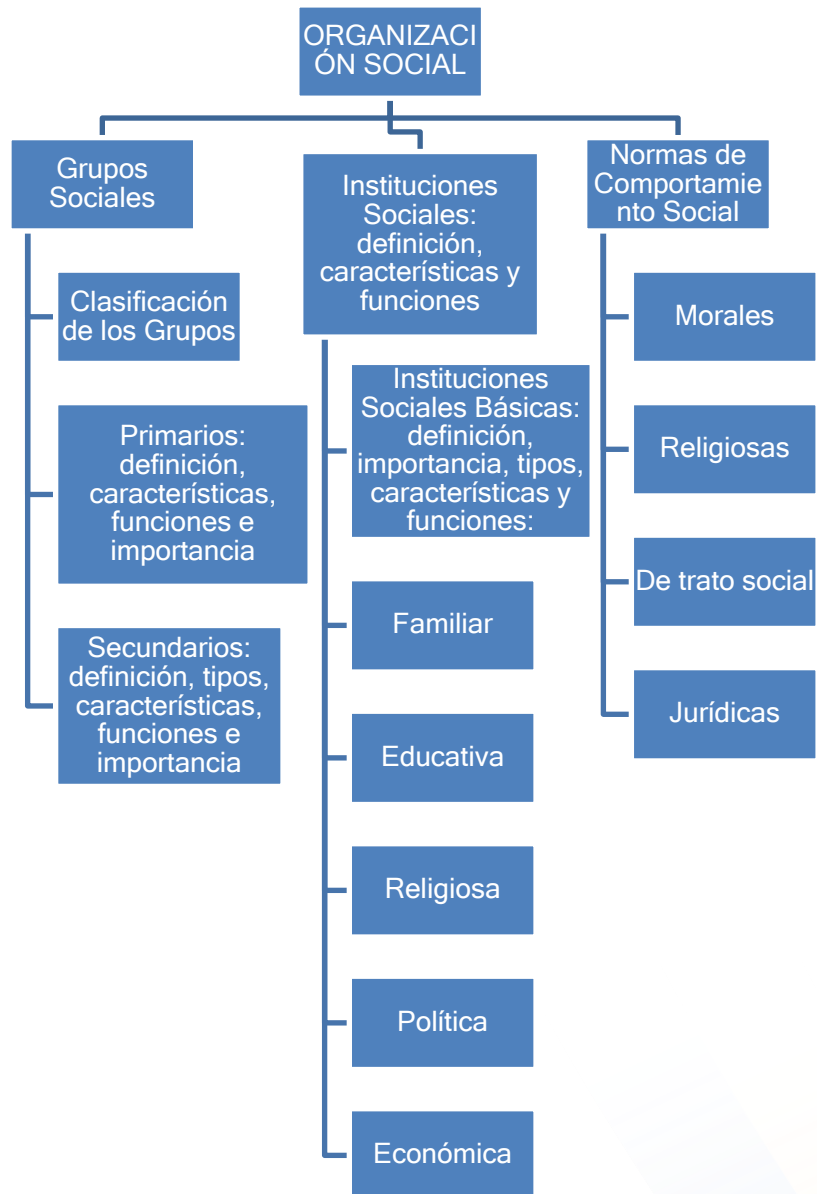 ORGANIZACI
ÓN SOCIAL
Grupos
Sociales
Clasificación
de los Grupos
Primarios:
definición,
características,
funciones e
importancia
Secundarios:
definición, tipos,
características,
funciones e
importancia
Instituciones
Sociales:
definición,
características y
funciones
Instituciones
Sociales Básicas:
definición,
importancia, tipos,
características y
funciones:
Familiar
Educativa
Religiosa
Política
Económica
Normas de
Comportamie
nto Social
Morales
Religiosas
De trato social
Jurídicas